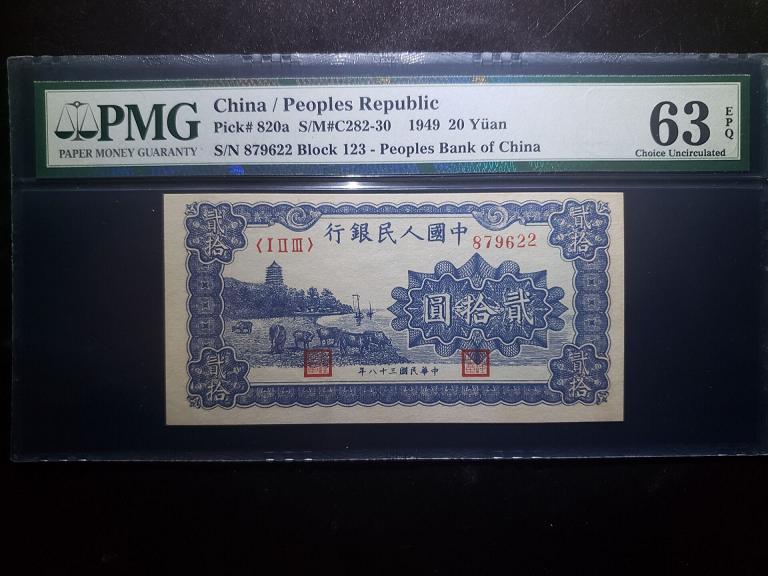 PMG
PAPER MONEY GUARANTY
China / Peoples Republic
Pick# 820a S/M#C282-30 1949 20 Yüan
S/N 879622 Block 123 - Peoples Bank of China
63
EPQ
Choice Uncirculated
貳拾
貳拾
行銀民人國中
〈I II III〉
879622
圓拾貳
年八十三國民華中
貳拾
貳拾